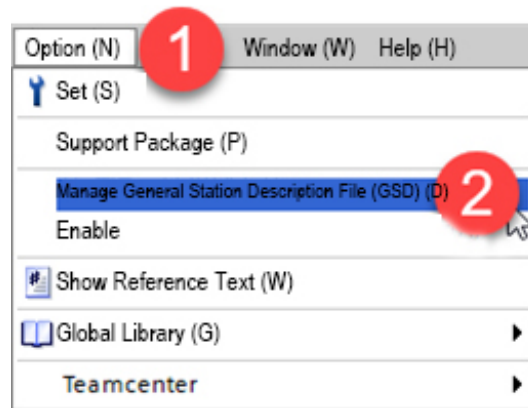 Option (N) 1 Window (W) Help (H)
Set (S)
Support Package (P)
Manage General Station Description File (GSD) (D) 2
Enable
Show Reference Text (W)
Global Library (G)
Teamcenter